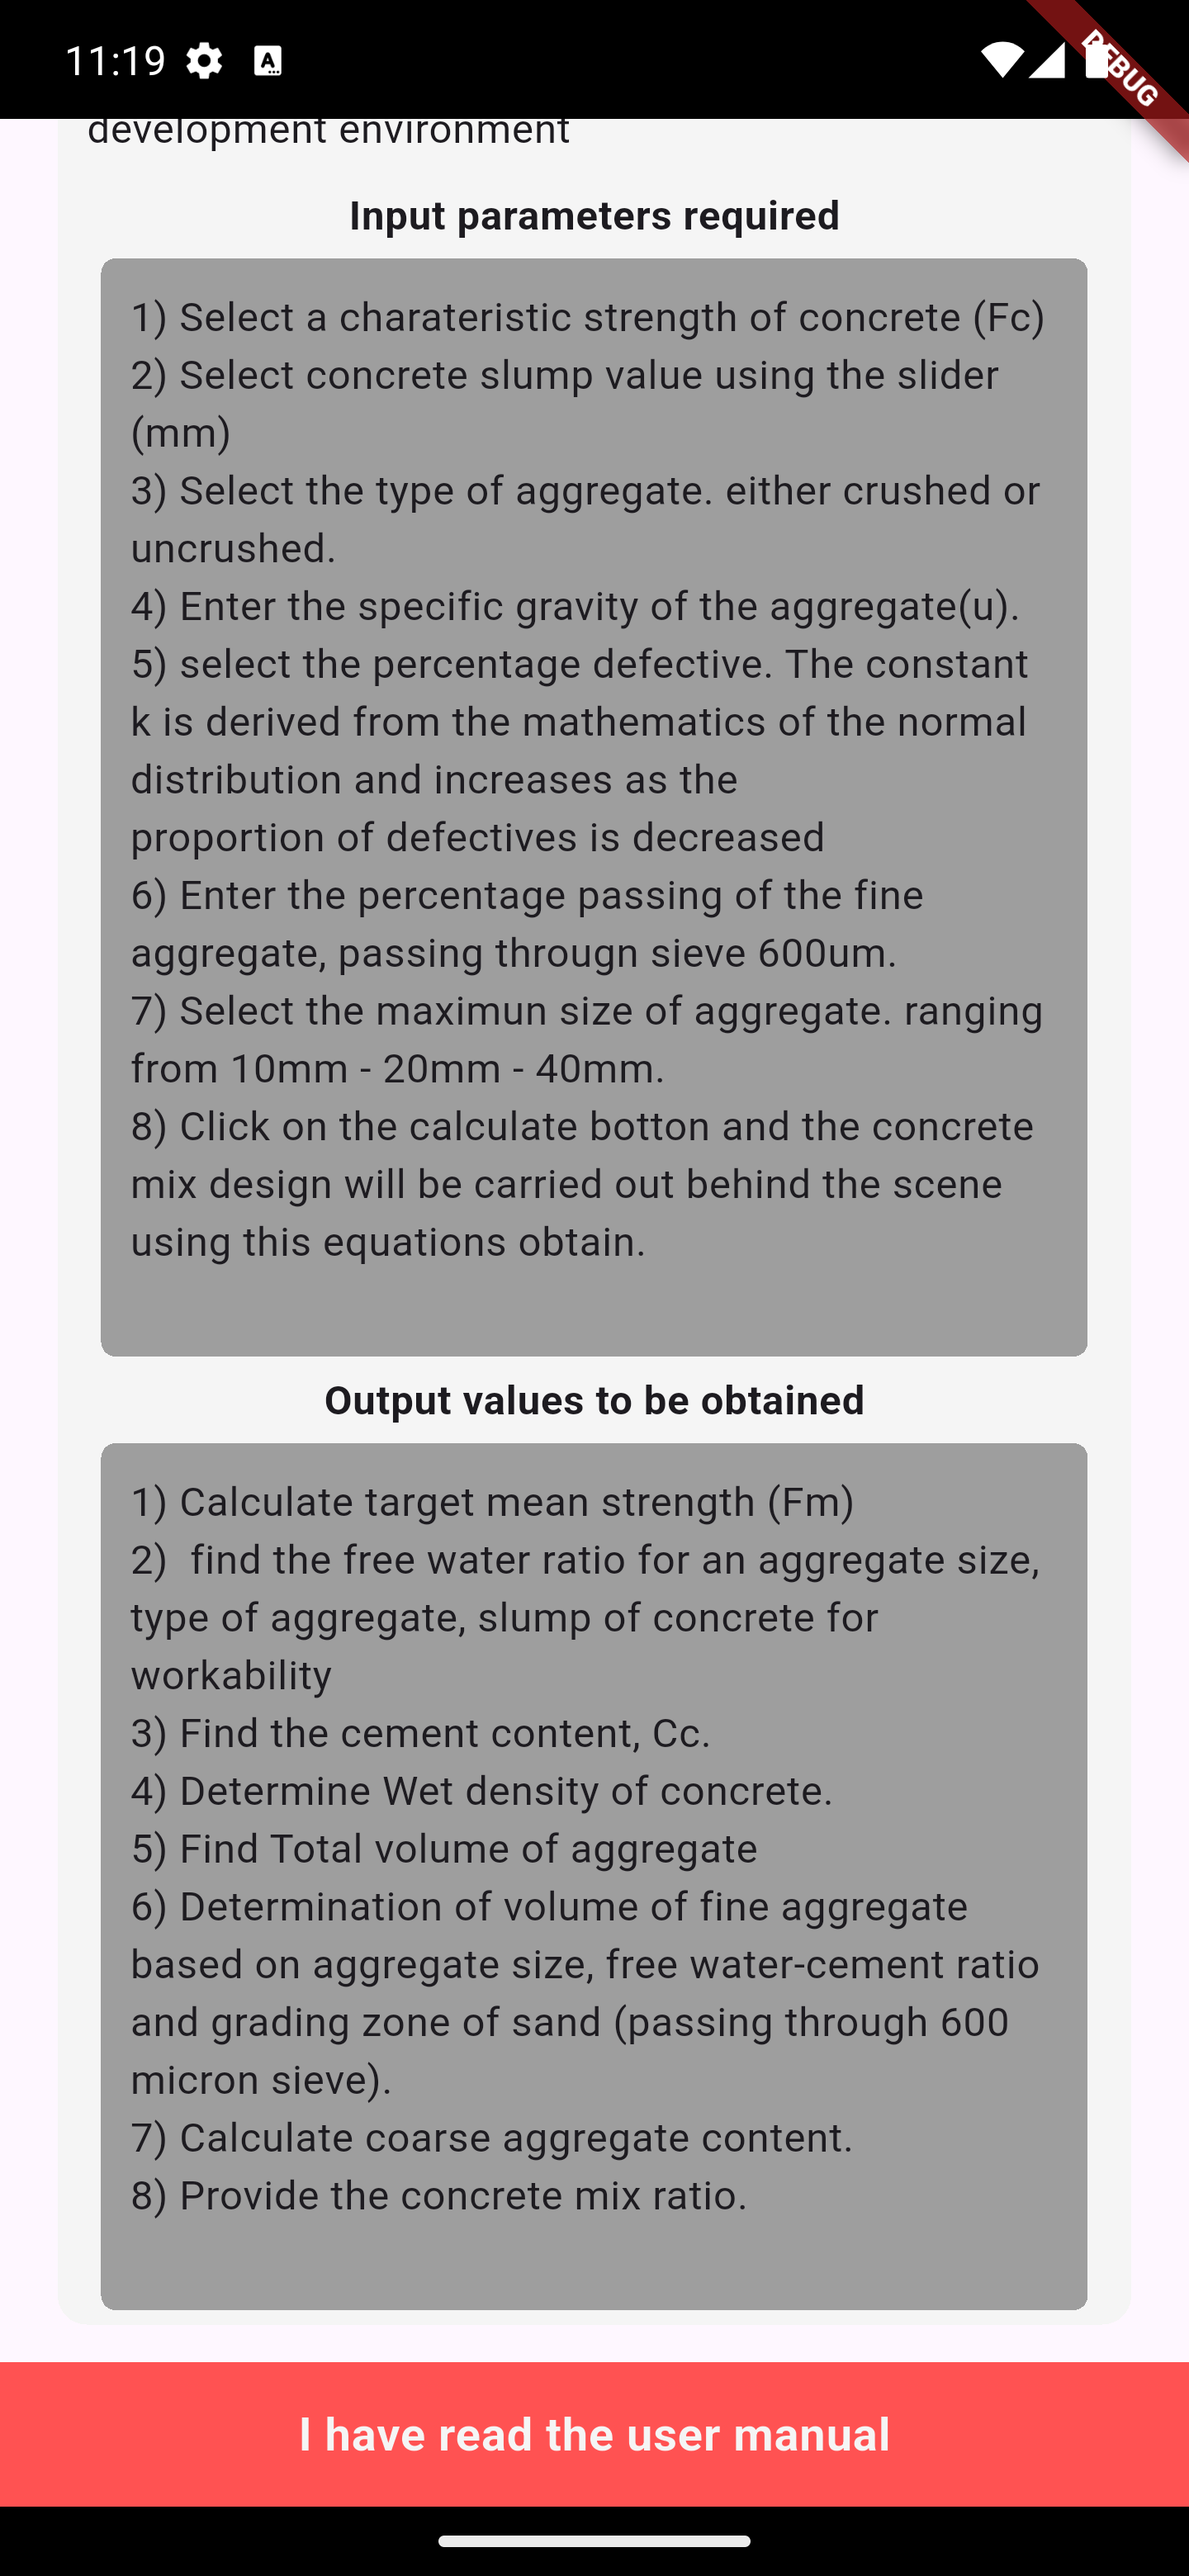 11:19
DEBUG
development environment
Input parameters required
1) Select a charateristic strength of concrete (Fc)
2) Select concrete slump value using the slider
(mm)
3) Select the type of aggregate. either crushed or
uncrushed.
4) Enter the specific gravity of the aggregate(u).
5) select the percentage defective. The constant
k is derived from the mathematics of the normal
distribution and increases as the
proportion of defectives is decreased
6) Enter the percentage passing of the fine
aggregate, passing througn sieve 600um.
7) Select the maximun size of aggregate. ranging
from 10mm - 20mm - 40mm.
8) Click on the calculate botton and the concrete
mix design will be carried out behind the scene
using this equations obtain.
Output values to be obtained
1) Calculate target mean strength (Fm)
2)  find the free water ratio for an aggregate size,
type of aggregate, slump of concrete for
workability
3) Find the cement content, Cc.
4) Determine Wet density of concrete.
5) Find Total volume of aggregate
6) Determination of volume of fine aggregate
based on aggregate size, free water-cement ratio
and grading zone of sand (passing through 600
micron sieve).
7) Calculate coarse aggregate content.
8) Provide the concrete mix ratio.
I have read the user manual